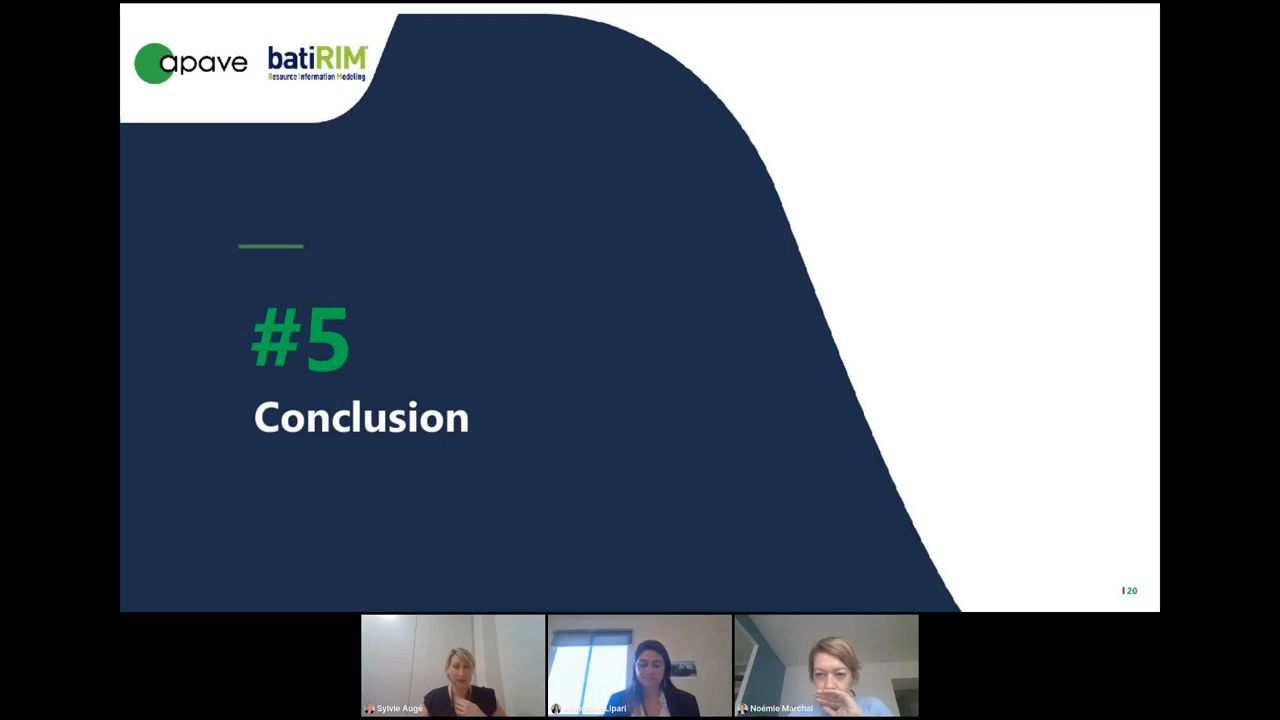 apave
batiRIM
Resource Information Modeling
#5
Conclusion
20
Sylvie Augé
Lipari
Noémie Marchal